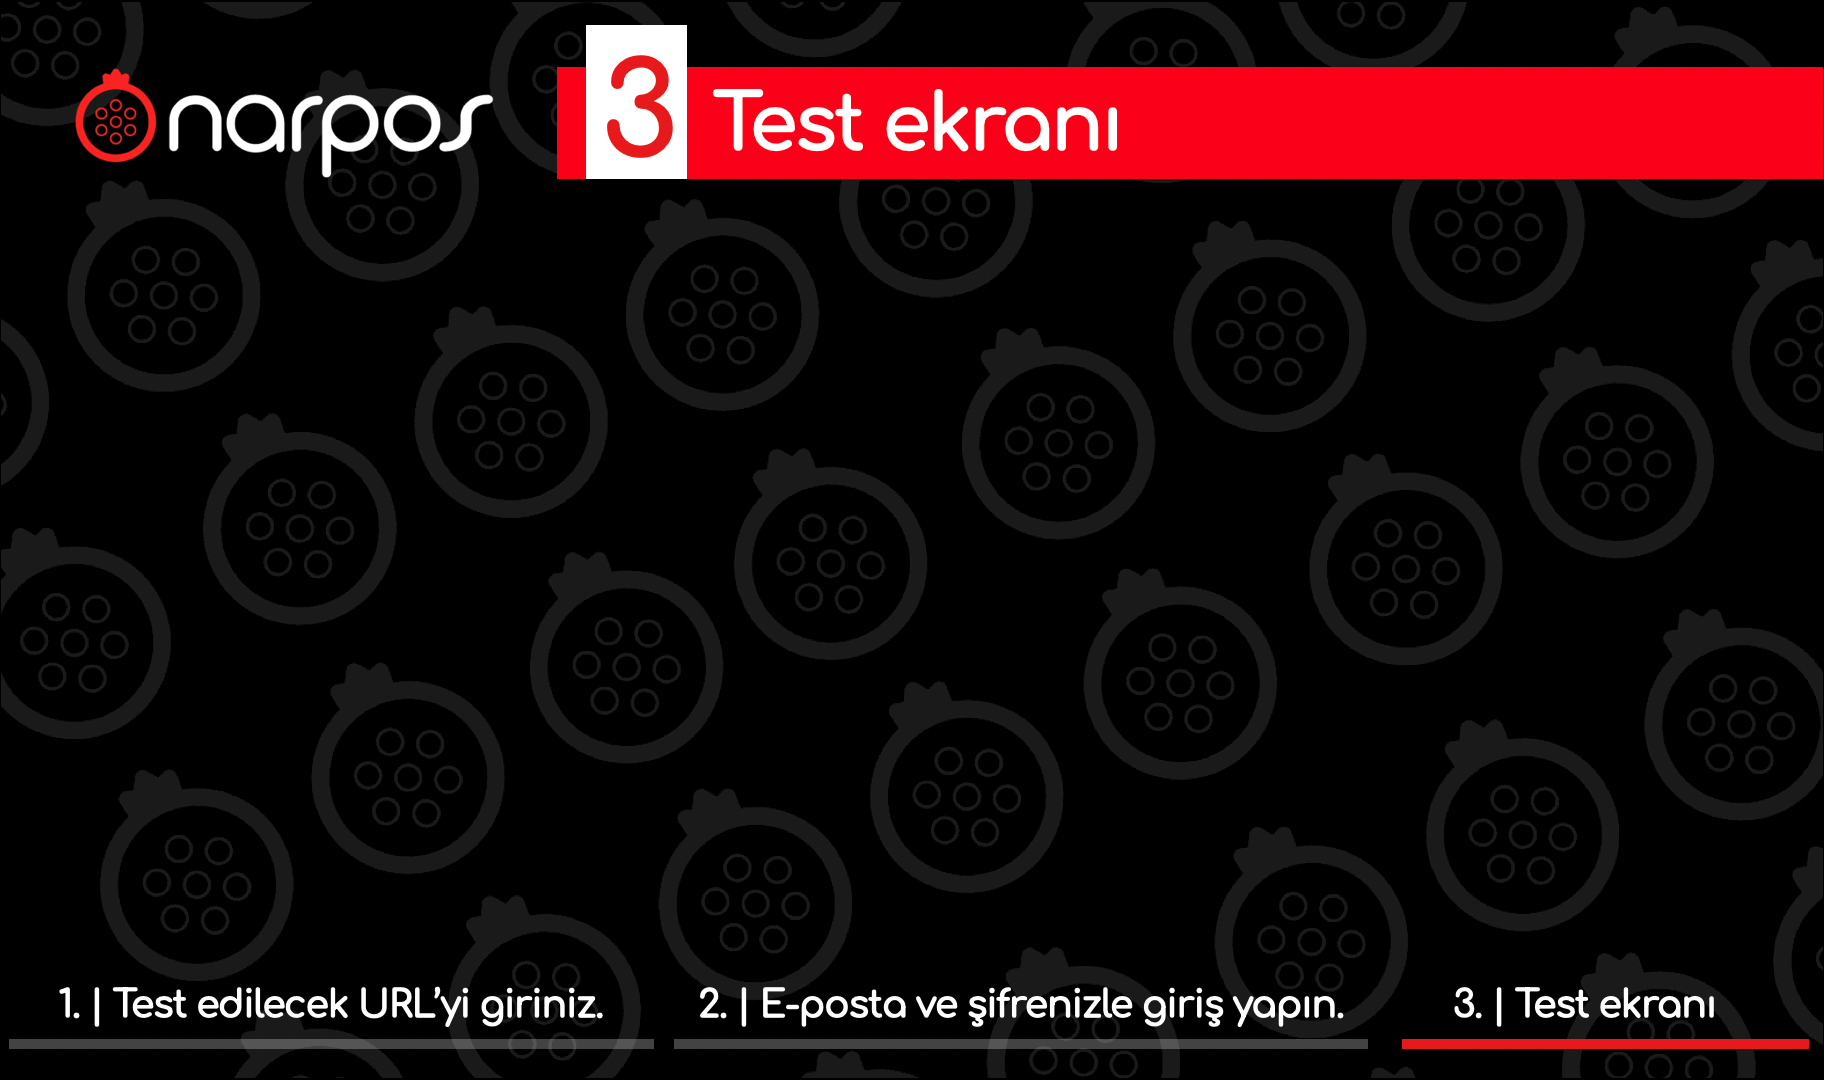 narpos
3 Test ekranı
1. | Test edilecek URL’yi giriniz.
2. | E-posta ve şifrenizle giriş yapın.
3. | Test ekranı